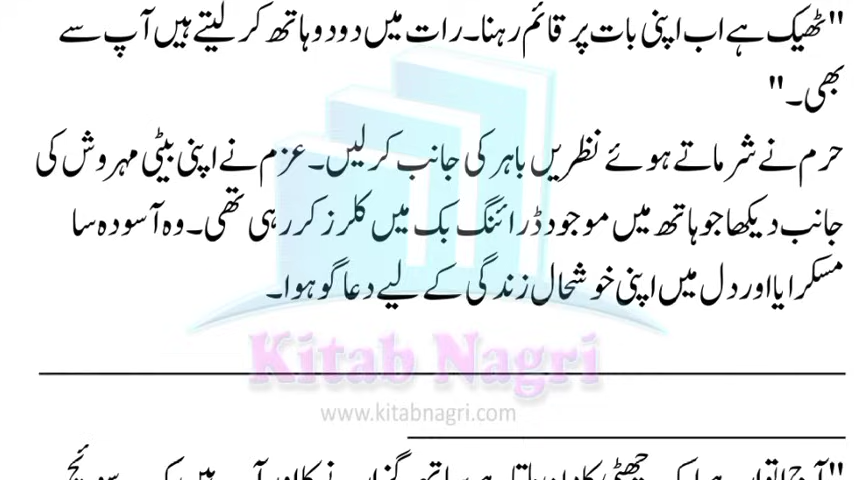 "ٹھیک ہے اب اپنی بات پر قائم رہنا۔ رات میں دو دو ہاتھ کر لیتے ہیں آپ سے
بھی۔"
حرم نے شرماتے ہوئے نظریں باہر کی جانب کر لیں۔ عزم نے اپنی بیٹی مہروش کی
جانب دیکھا جو ہاتھ میں موجود ڈرائنگ بک میں کلرز کر رہی تھی۔ وہ آسودہ سا
مسکرایا اور دل میں اپنی خوشحال زندگی کے لیے دعا گو ہوا۔
Kitab Nagri
www.kitabnagri.com